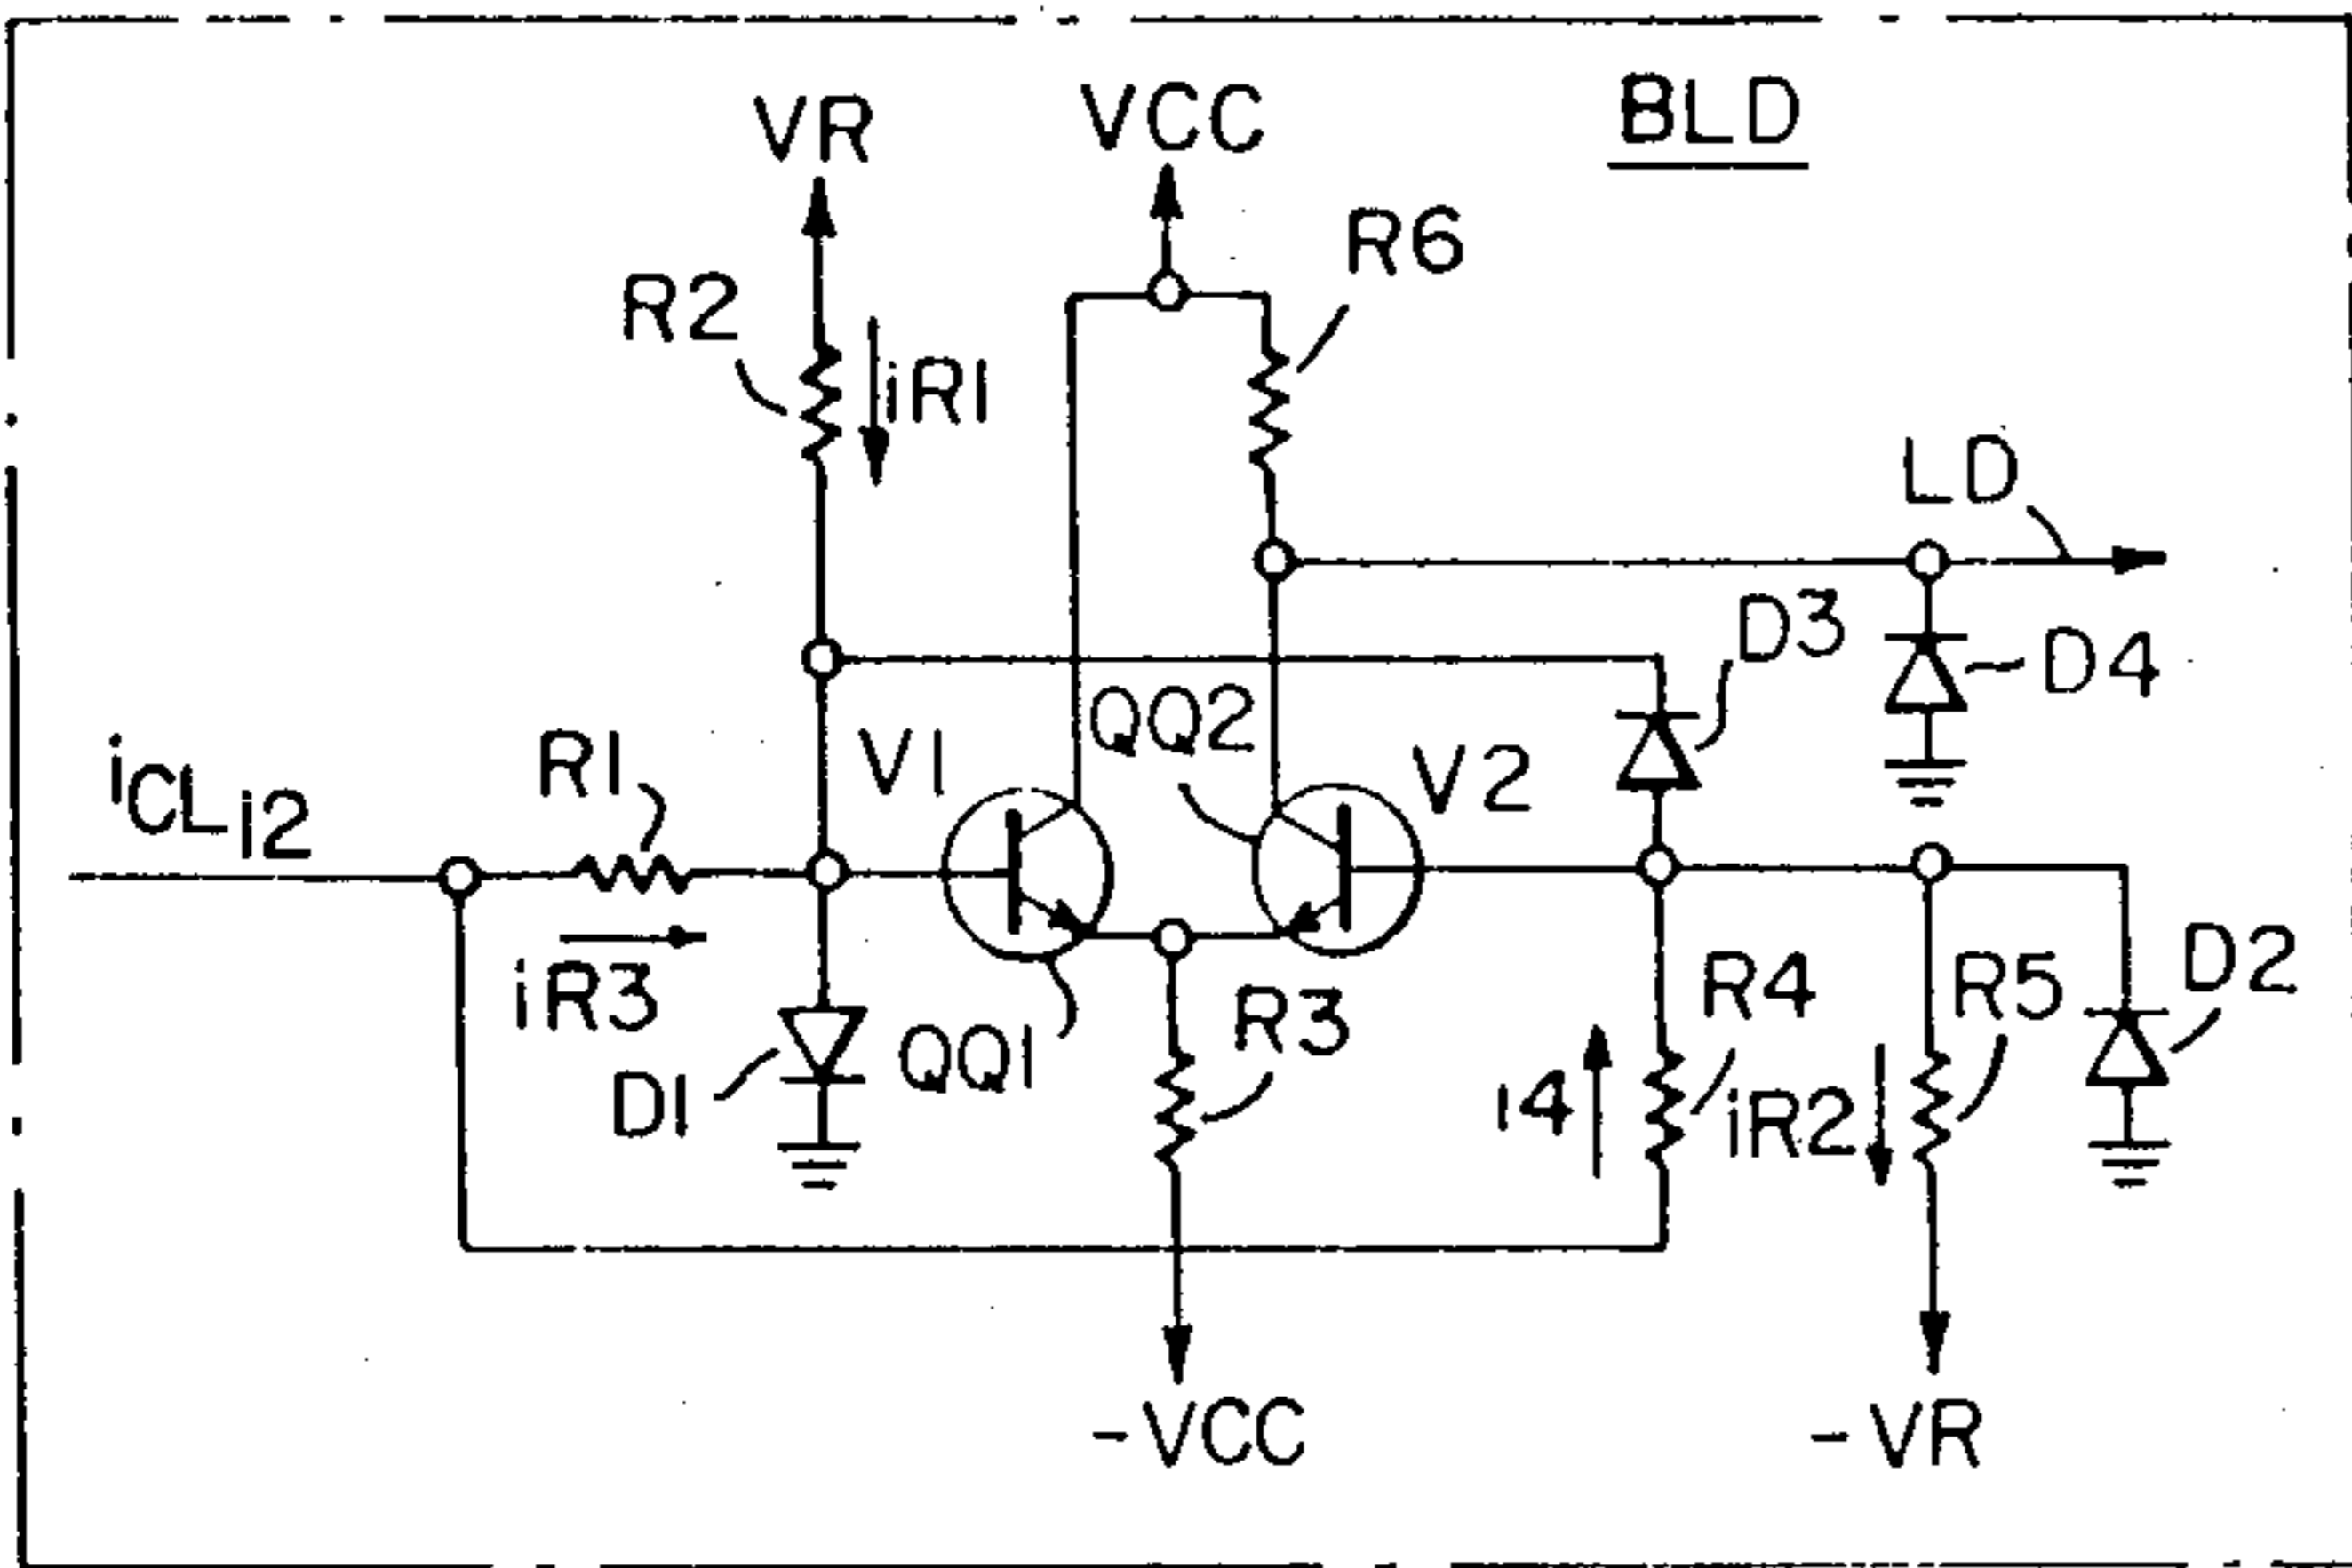 VR
VCC
BLD
R6
R2
iR1
LD
D3
D4
QQ2
iCLi2
R1
V1
V2
iR3
R3
R4
R5
D2
QQ1
D1
i4
iR2
-VCC
-VR